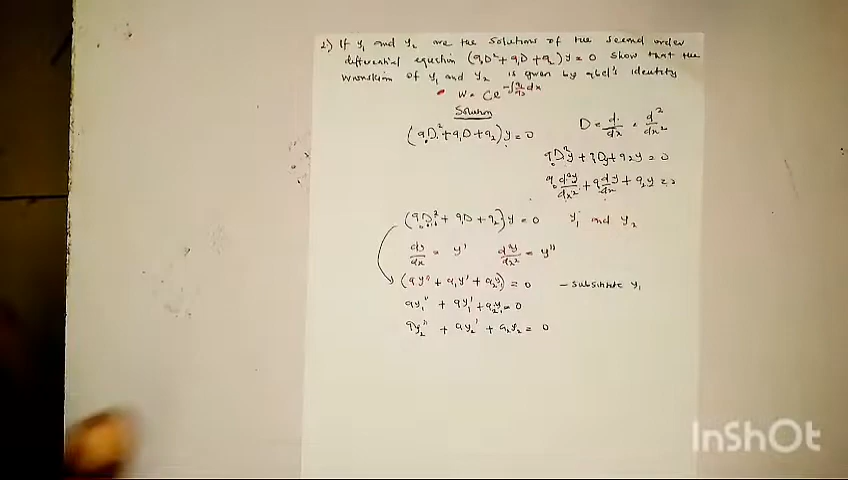 2) If y₁ and y₂ are the solutions of the second order
differential equation (a₀D² + a₁D + a₂) y = 0 show that the
wronskian of y₁ and y₂ is given by abel's identity
W = Ce^{-∫a₁/a₀ dx}
Solution
(a₀D² + a₁D + a₂) y = 0
D = d/dx = d²/dx²
a₀D²y + a₁Dy + a₂y = 0
a₀ d²y/dx² + a₁ dy/dx + a₂y = 0
(a₀D² + a₁D + a₂) y = 0 y₁ and y₂
dy/dx = y' d²y/dx² = y''
(a₀y'' + a₁y' + a₂y) = 0 - substitute y₁
ay₁'' + ay₁' + a₂y₁ = 0
ay₂'' + ay₂' + a₂y₂ = 0
InShOt